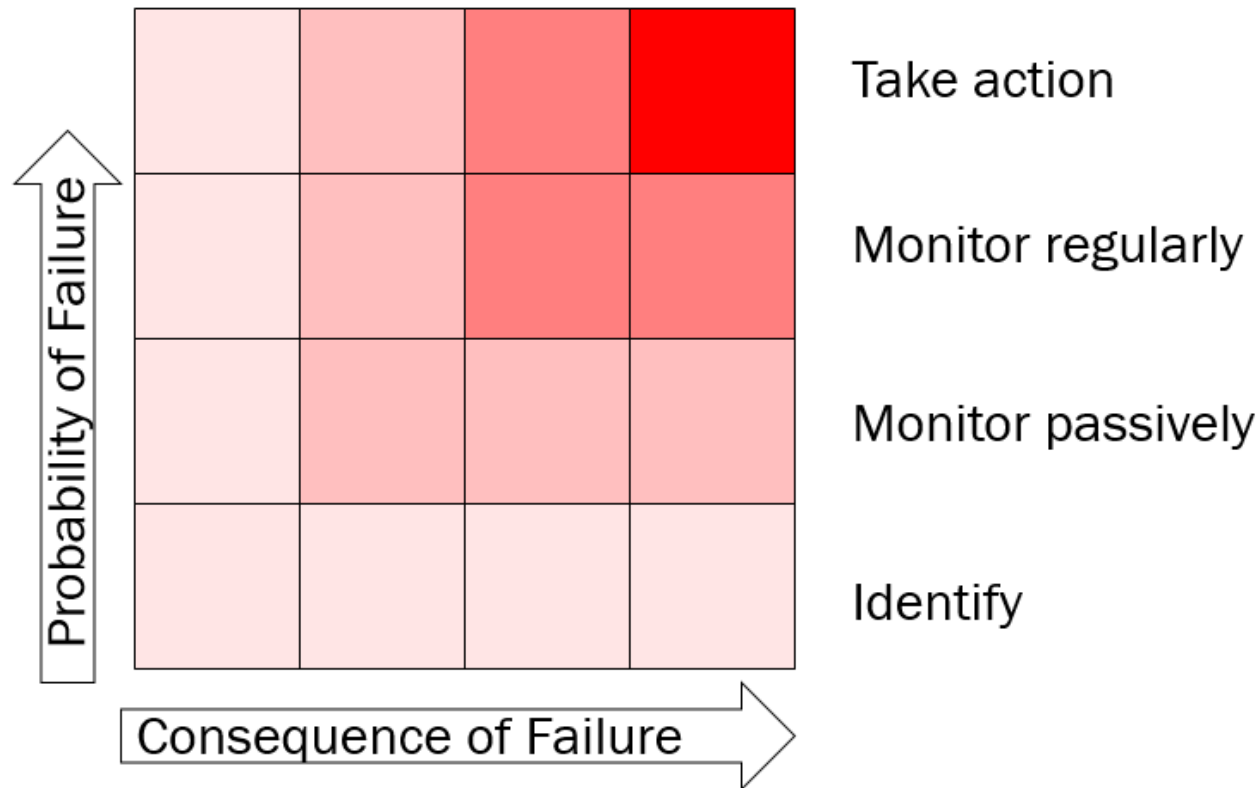 Take action
Monitor regularly
Monitor passively
Identify
Probability of Failure
Consequence of Failure